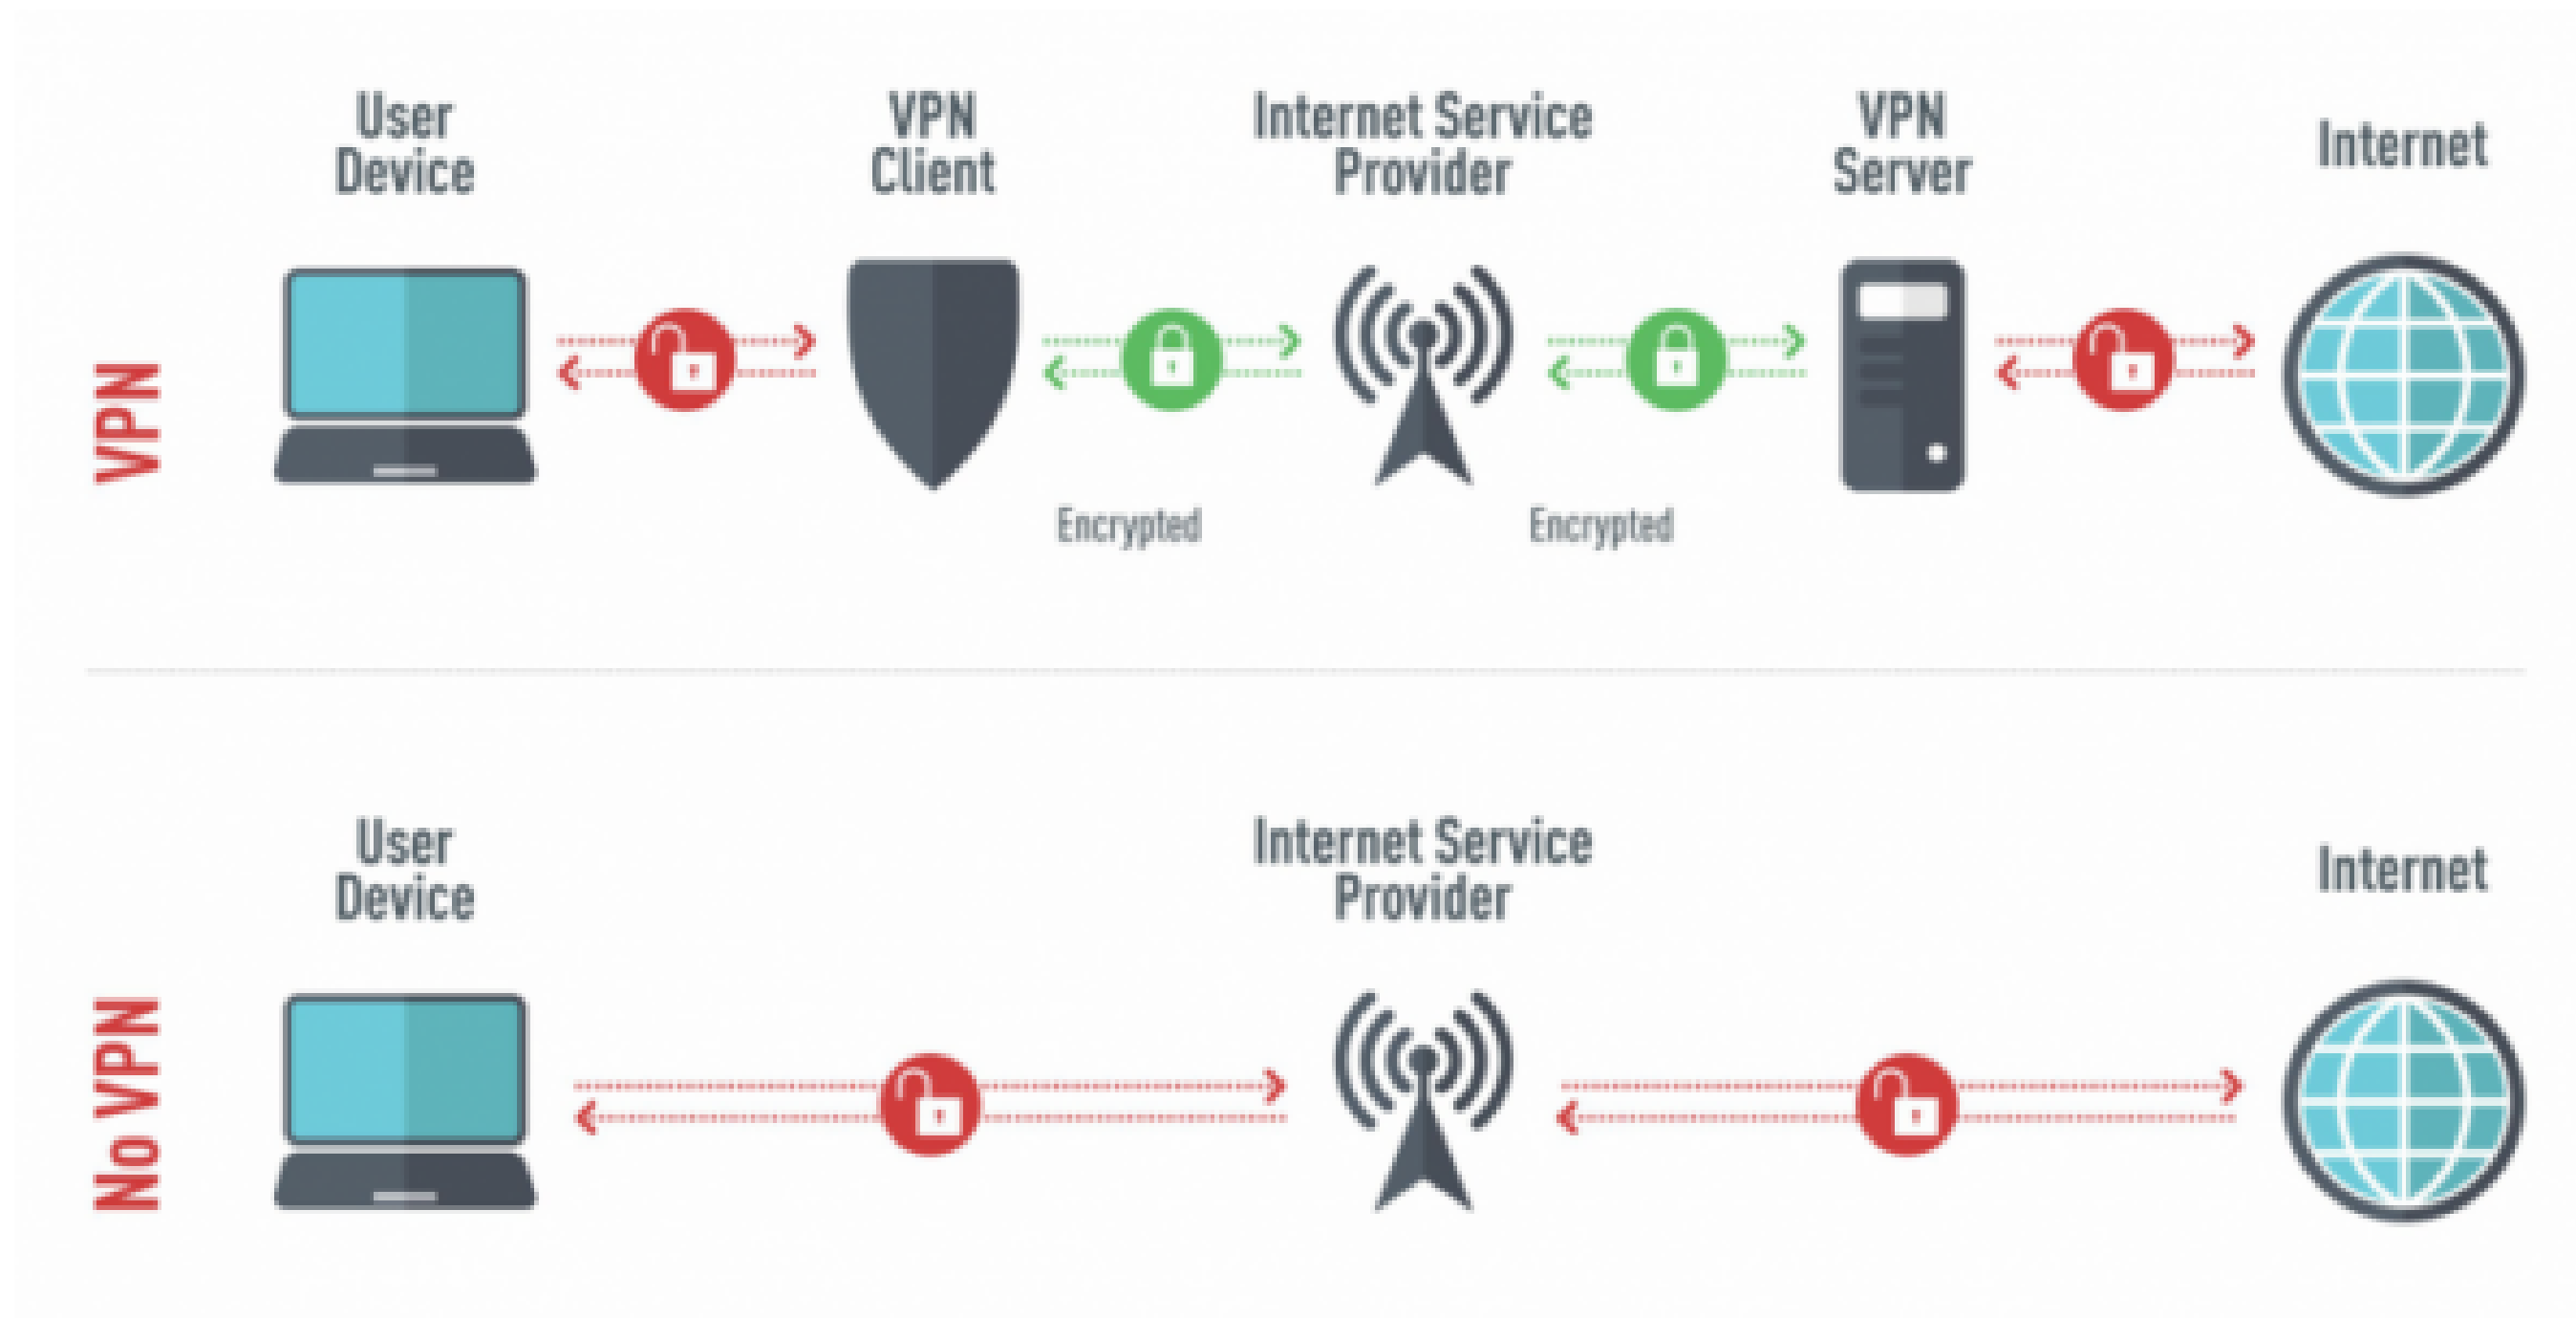 User
Device
VPN
Client
Internet Service
Provider
VPN
Server
Internet
VPN
Encrypted
Encrypted
User
Device
Internet Service
Provider
Internet
No VPN